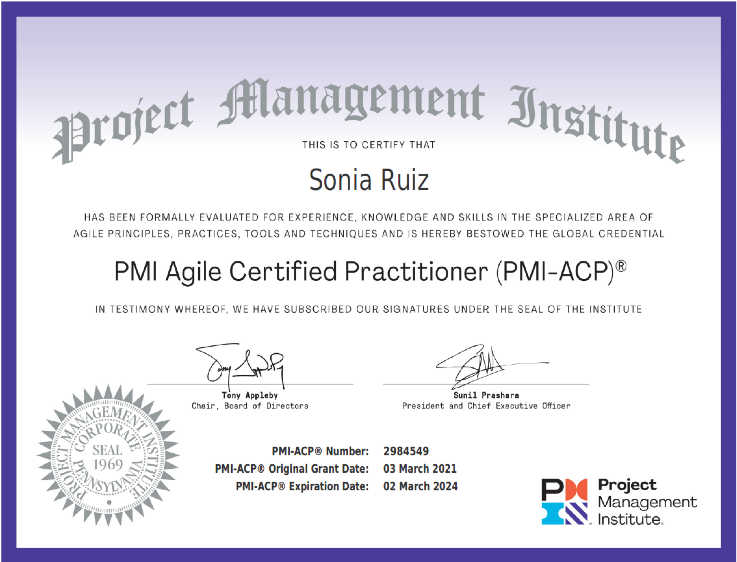 Project Management Institute
THIS IS TO CERTIFY THAT
Sonia Ruiz
HAS BEEN FORMALLY EVALUATED FOR EXPERIENCE, KNOWLEDGE AND SKILLS IN THE SPECIALIZED AREA OF
AGILE PRINCIPLES, PRACTICES, TOOLS AND TECHNIQUES AND IS HEREBY BESTOWED THE GLOBAL CREDENTIAL
PMI Agile Certified Practitioner (PMI-ACP)®
IN TESTIMONY WHEREOF, WE HAVE SUBSCRIBED OUR SIGNATURES UNDER THE SEAL OF THE INSTITUTE
Tony Appleby
Chair, Board of Directors
Sunil Prashara
President and Chief Executive Officer
PROJECT MANAGEMENT INSTITUTE
CORPORATE
SEAL
1969
PENNSYLVANIA
PMI-ACP® Number: 2984549
PMI-ACP® Original Grant Date: 03 March 2021
PMI-ACP® Expiration Date: 02 March 2024
Project
Management
Institute.